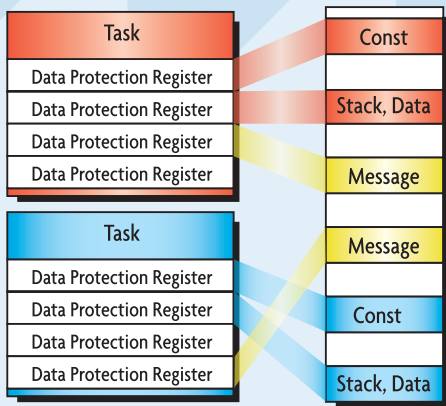 Task
Data Protection Register
Data Protection Register
Data Protection Register
Data Protection Register
Task
Data Protection Register
Data Protection Register
Data Protection Register
Data Protection Register
Const
Stack, Data
Message
Message
Const
Stack, Data